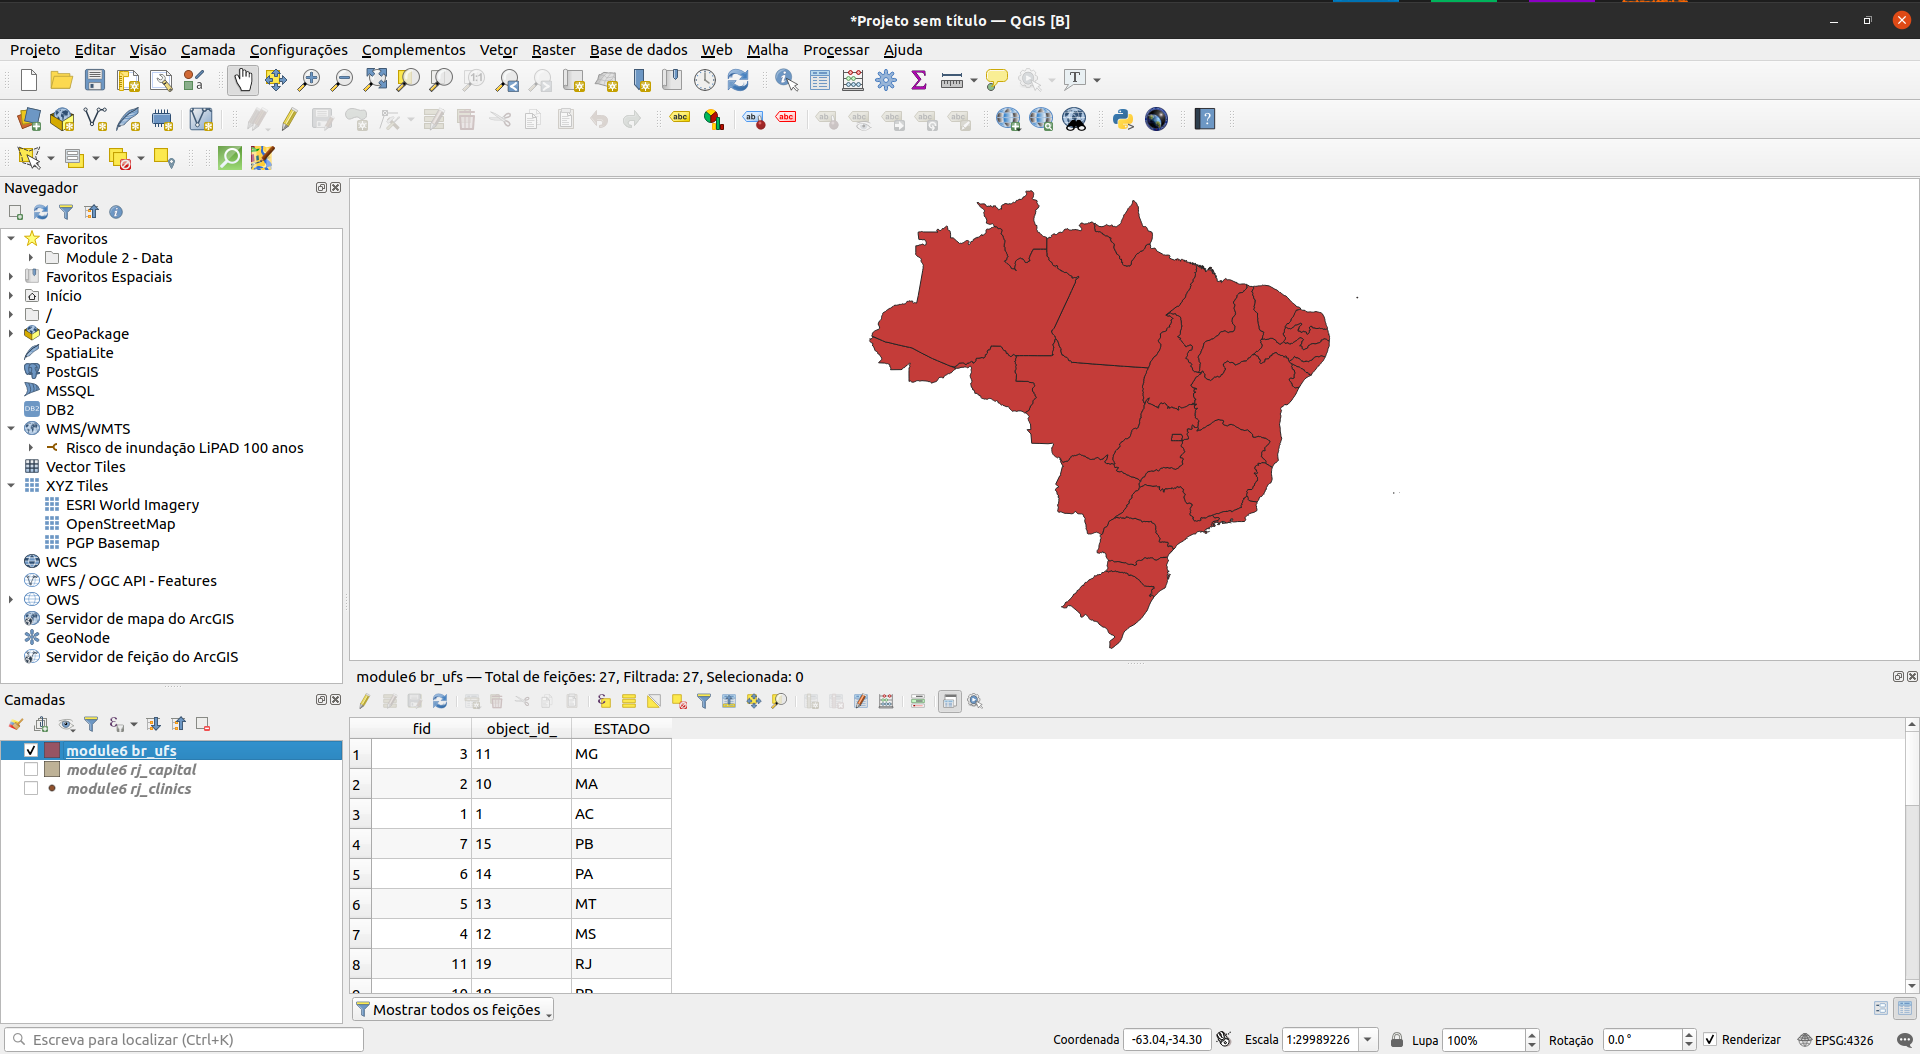 *Projeto sem título — QGIS [B]
Projeto Editar Visão Camada Configurações Complementos Vetor Raster Base de dados Web Malha Processar Ajuda
Navegador
Favoritos
Module 2 - Data
Favoritos Espaciais
Início
/
GeoPackage
SpatiaLite
PostGIS
MSSQL
DB2
WMS/WMTS
Risco de inundação LiPAD 100 anos
Vector Tiles
XYZ Tiles
ESRI World Imagery
OpenStreetMap
PGP Basemap
WCS
WFS / OGC API - Features
OWS
Servidor de mapa do ArcGIS
GeoNode
Servidor de feição do ArcGIS
Camadas
module6 br_ufs
module6 rj_capital
module6 rj_clinics
module6 br_ufs — Total de feições: 27, Filtrada: 27, Selecionada: 0
fid object_id_ ESTADO
1 3 11 MG
2 2 10 MA
3 1 1 AC
4 7 15 PB
5 6 14 PA
6 5 13 MT
7 4 12 MS
8 11 19 RJ
Mostrar todos os feições
Escreva para localizar (Ctrl+K)
Coordenada -63.04,-34.30 Escala 1:29989226 Lupa 100% Rotação 0.0 ° Renderizar EPSG:4326